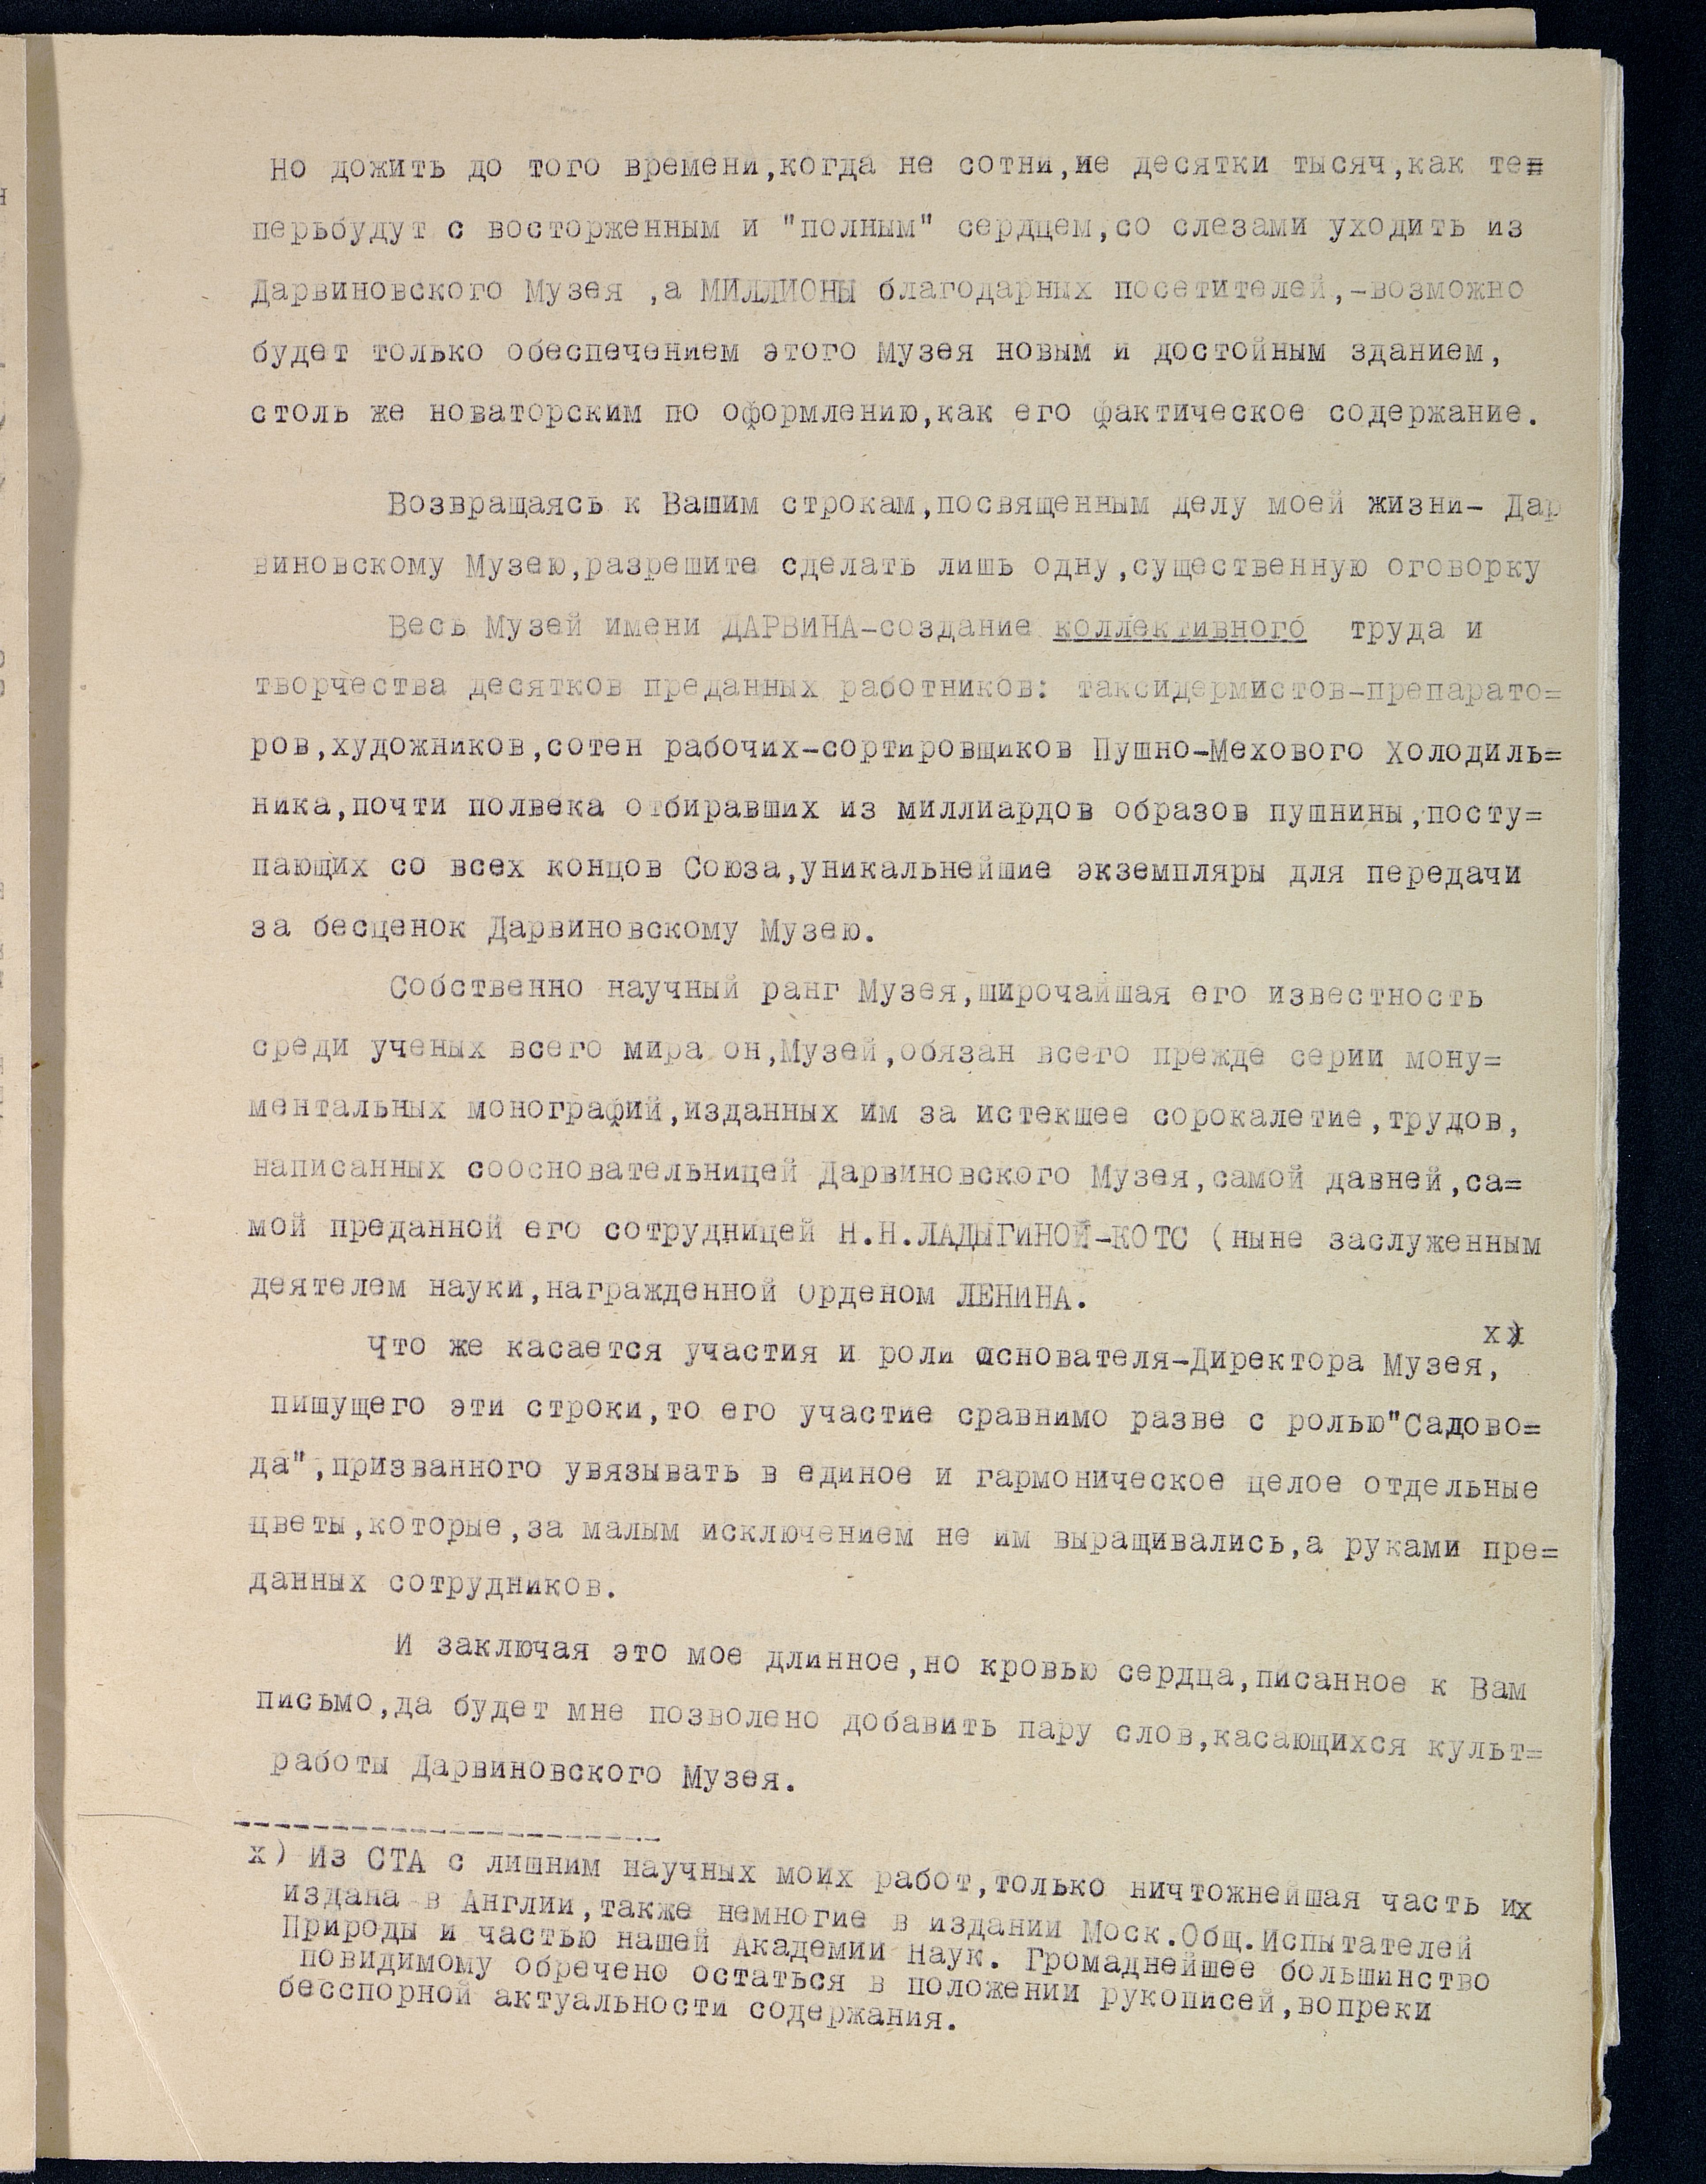 Но дожить до того времени,когда не сотни,не десятки тысяч,как те=
перьбудут с восторженным и "полным" сердцем,со слезами уходить из
Дарвиновского Музея ,а МИЛЛИОНЫ благодарных посетителей,-возможно
будет только обеспечением этого Музея новым и достойным зданием,
столь же новаторским по оформлению,как его фактическое содержание.
Возвращаясь к Вашим строкам,посвященным делу моей жизни- Дар
виновскому Музею,разрешите сделать лишь одну,существенную оговорку
Весь Музей имени ДАРВИНА-создание коллективного труда и
творчества десятков преданных работников: таксидермистов-препарато=
ров,художников,сотен рабочих-сортировщиков Пушно-Мехового Холодиль=
ника,почти полвека отбиравших из миллиардов образов пушнины,посту=
пающих со всех концов Союза,уникальнейшие экземпляры для передачи
за бесценок Дарвиновскому Музею.
Собственно научный ранг Музея,широчайшая его известность
среди ученых всего мира он,Музей,обязан всего прежде серии мону=
ментальных монографий,изданных им за истекшее сорокалетие,трудов,
написанных соосновательницей Дарвиновского Музея,самой давней,са=
мой преданной его сотрудницей Н.Н.ЛАДЫГИНОЙ-КОТС (ныне заслуженным
деятелем науки,награжденной Орденом ЛЕНИНА.
Что же касается участия и роли Основателя-Директора Музея, х)
пишущего эти строки,то его участие сравнимо разве с ролью"Садово=
да",призванного увязывать в единое и гармоническое целое отдельные
цветы,которые,за малым исключением не им выращивались,а руками пре=
данных сотрудников.
И заключая это мое длинное,но кровью сердца,писанное к Вам
письмо,да будет мне позволено добавить пару слов,касающихся культ=
работы Дарвиновского Музея.
х) Из СТА с лишним научных моих работ,только ничтожнейшая часть их
издана в Англии,также немногие в издании Моск.Общ.Испытателей
Природы и частью нашей Академии Наук. Громаднейшее большинство
повидимому обречено остаться в положении рукописей,вопреки
бесспорной актуальности содержания.